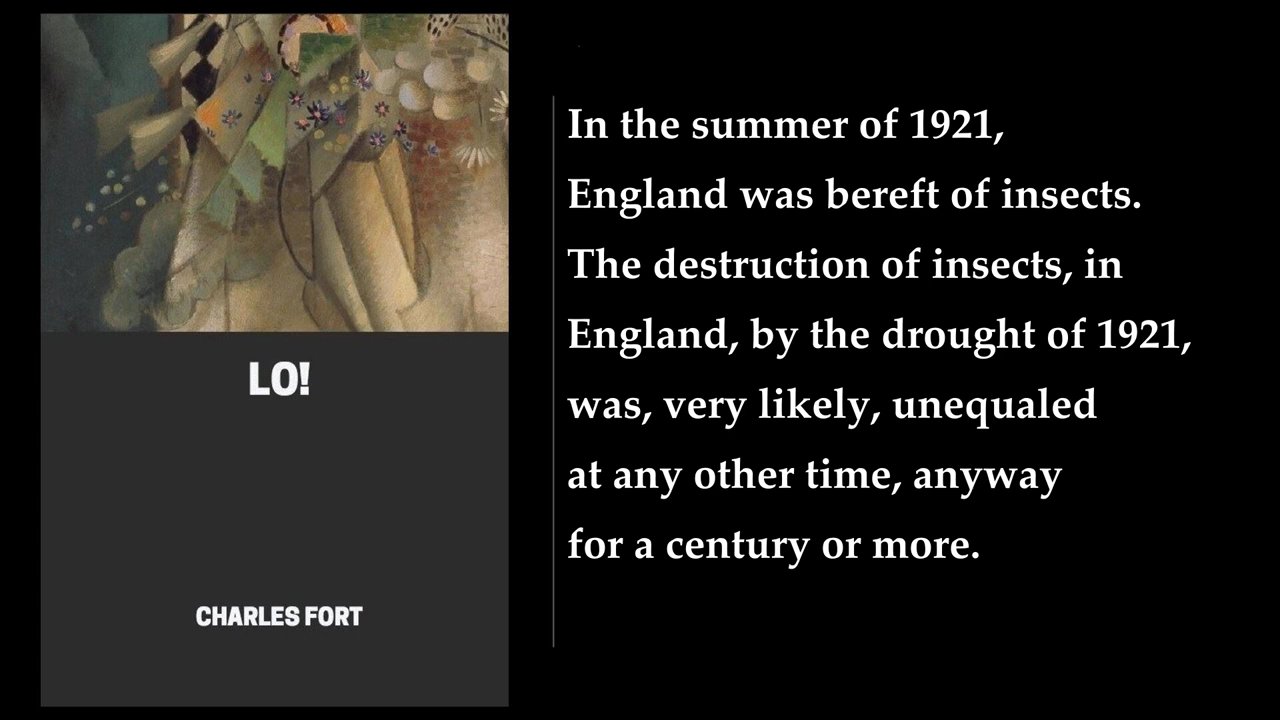 LO!
CHARLES FORT
In the summer of 1921,
England was bereft of insects.
The destruction of insects, in
England, by the drought of 1921,
was, very likely, unequaled
at any other time, anyway
for a century or more.